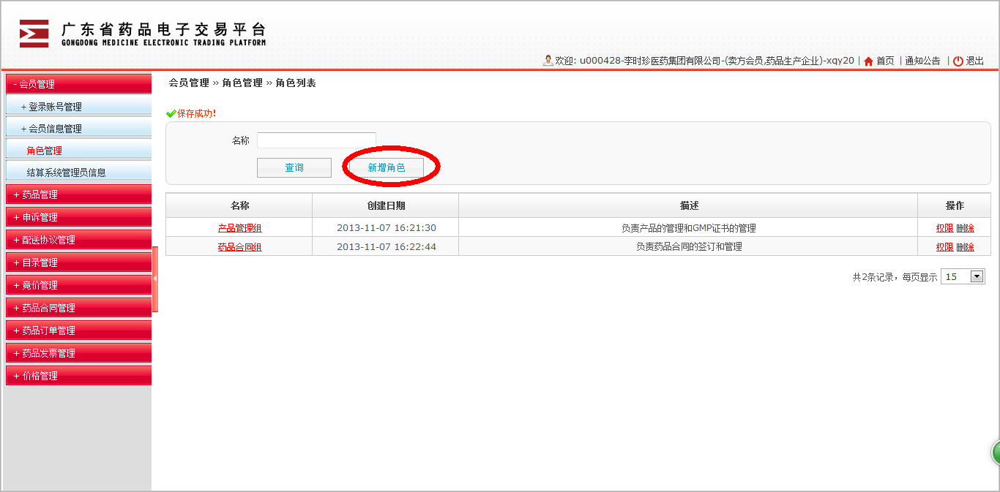 广东省药品电子交易平台
GONGDONG MEDICINE ELECTRONIC TRADING PLATFORM
欢迎: u000428-李时珍医药集团有限公司-(卖方会员,药品生产企业)-xqy20 | 首页 | 通知公告 | 退出
- 会员管理
+ 登录账号管理
+ 会员信息管理
角色管理
结算系统管理员信息
+ 药品管理
+ 申诉管理
+ 配送协议管理
+ 目录管理
+ 竞价管理
+ 药品合同管理
+ 药品订单管理
+ 药品发票管理
+ 价格管理
会员管理 » 角色管理 » 角色列表
保存成功!
名称
查询 新增角色
名称 创建日期 描述 操作
产品管理组 2013-11-07 16:21:30 负责产品的管理和GMP证书的管理 权限 删除
药品合同组 2013-11-07 16:22:44 负责药品合同的签订和管理 权限 删除
共2条记录，每页显示 15